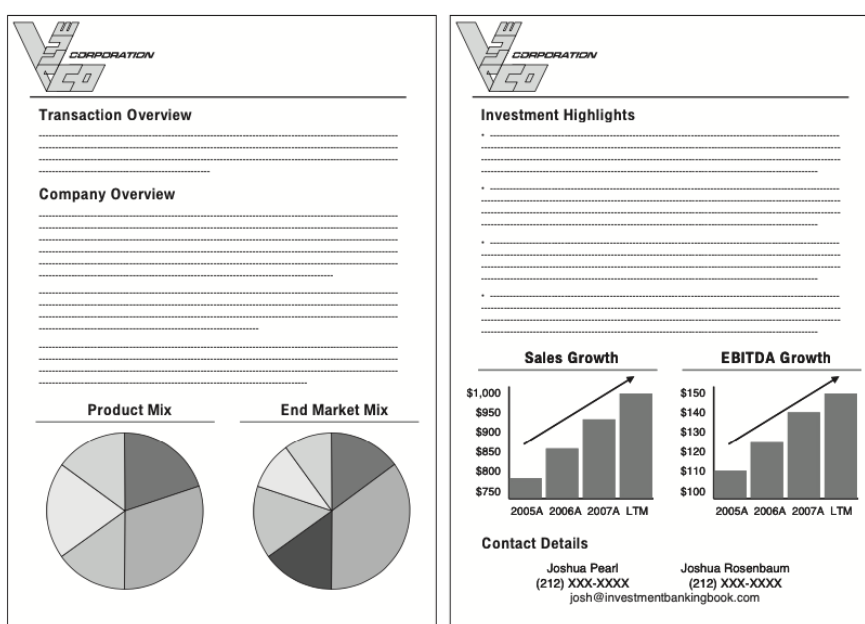 CORPORATION
Transaction Overview
Company Overview
Product Mix
End Market Mix
CORPORATION
Investment Highlights
Sales Growth
$1,000
$950
$900
$850
$800
$750
2005A 2006A 2007A LTM
EBITDA Growth
$150
$140
$130
$120
$110
$100
2005A 2006A 2007A LTM
Contact Details
Joshua Pearl
(212) XXX-XXXX
Joshua Rosenbaum
(212) XXX-XXXX
josh@investmentbankingbook.com